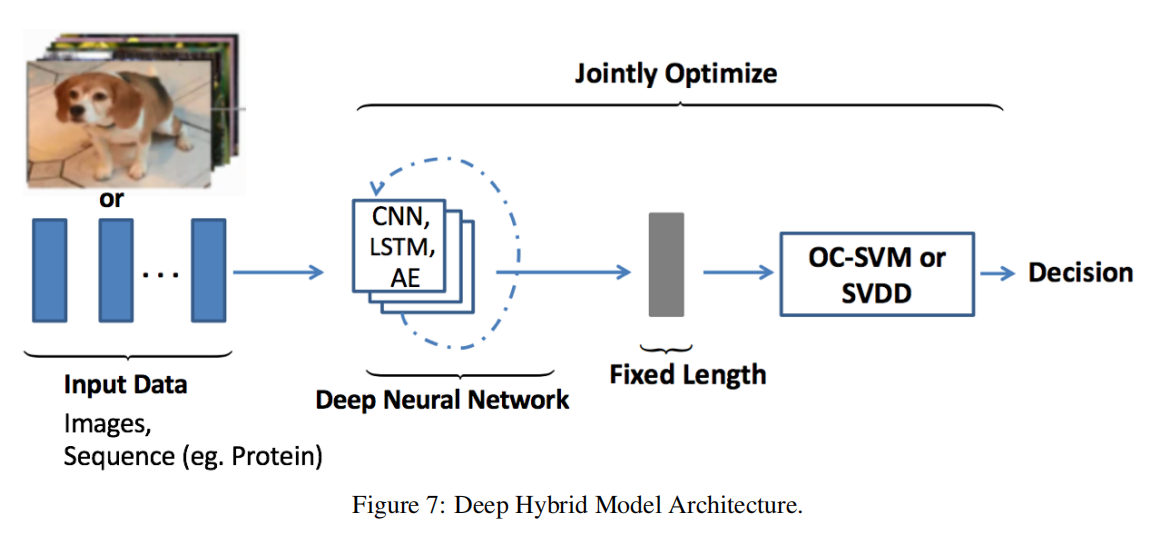 Jointly Optimize
or
CNN,
LSTM,
AE
. . .
OC-SVM or
SVDD
Decision
Input Data
Images,
Sequence (eg. Protein)
Deep Neural Network
Fixed Length
Figure 7: Deep Hybrid Model Architecture.